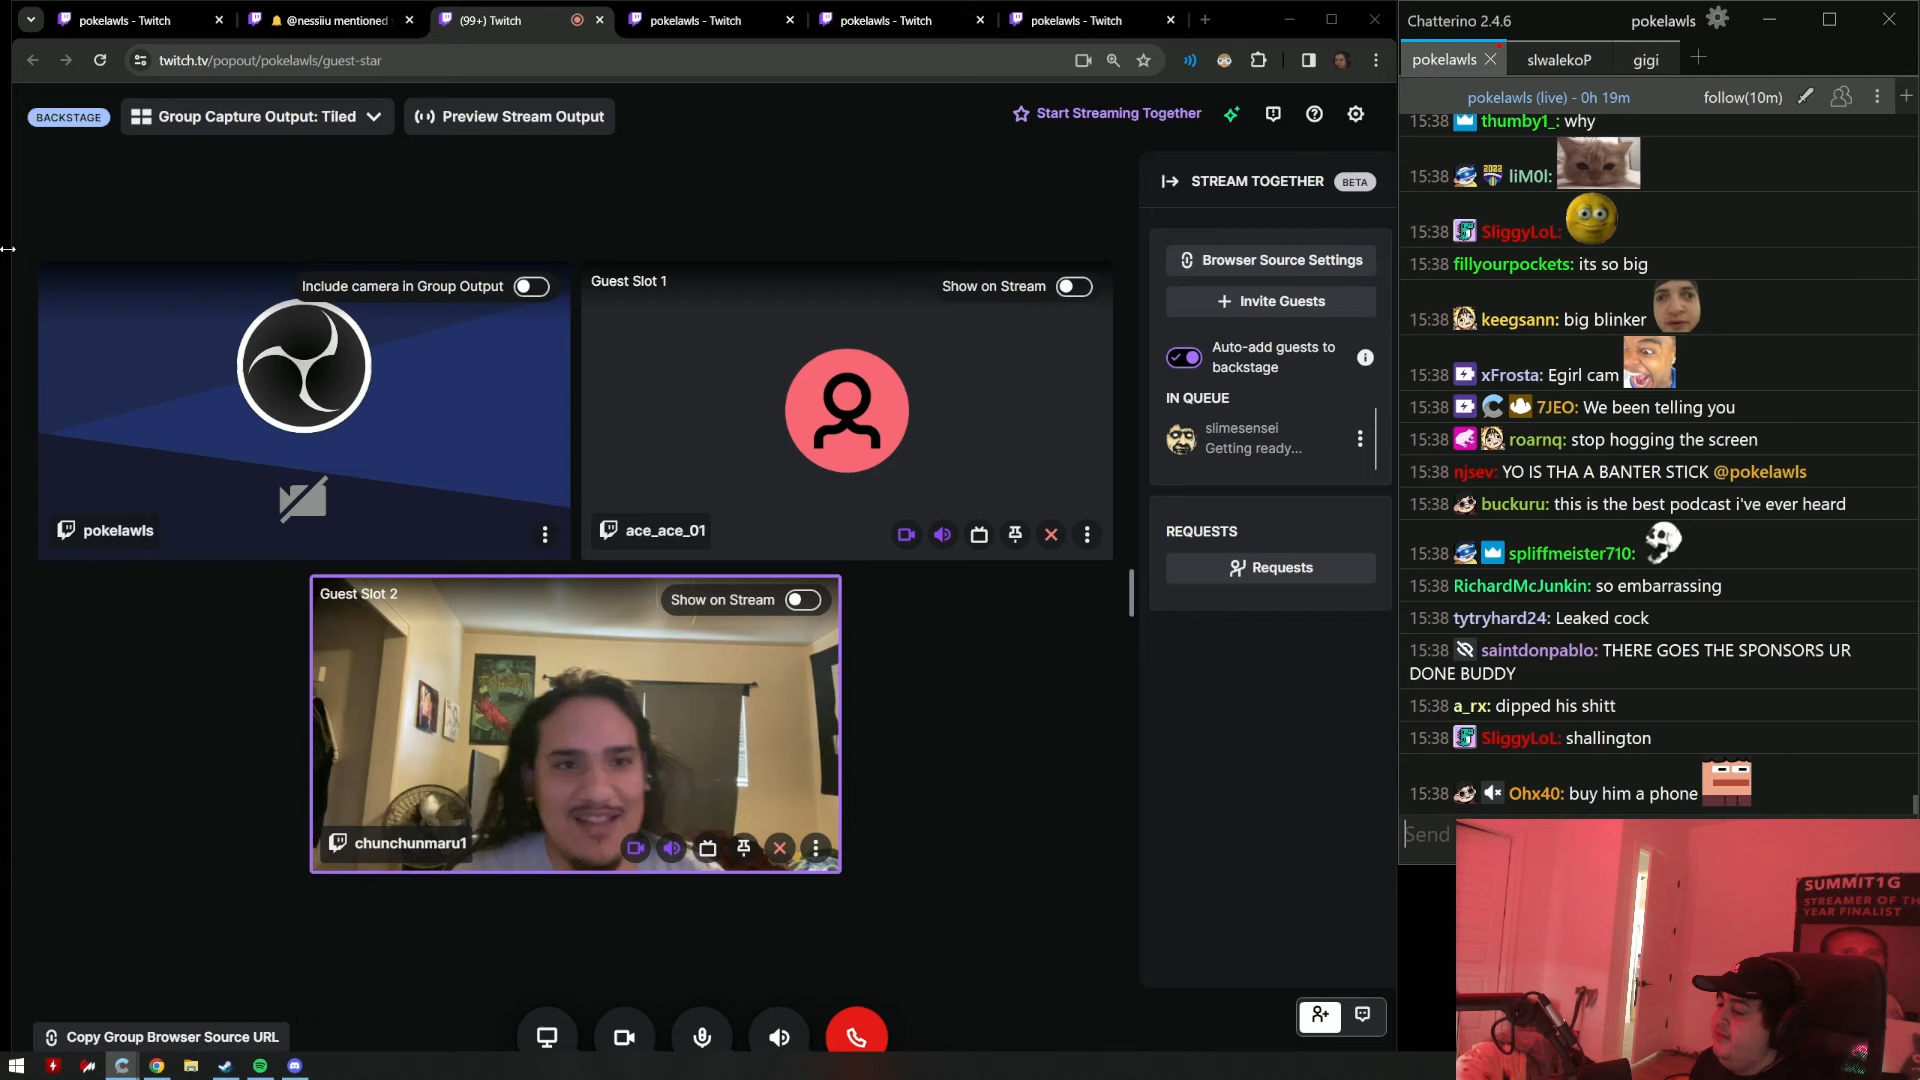 pokelawls - Twitch
@nessiiu mentioned
(99+) Twitch
pokelawls - Twitch
pokelawls - Twitch
pokelawls - Twitch
twitch.tv/popout/pokelawls/guest-star
BACKSTAGE
Group Capture Output: Tiled
Preview Stream Output
Start Streaming Together
STREAM TOGETHER BETA
Browser Source Settings
Invite Guests
Auto-add guests to
backstage
IN QUEUE
slimesensei
Getting ready...
REQUESTS
Requests
Include camera in Group Output
pokelawls
Guest Slot 1
Show on Stream
ace_ace_01
Guest Slot 2
Show on Stream
chunchunmaru1
Copy Group Browser Source URL
Chatterino 2.4.6
pokelawls
pokelawls
slwalekoP
gigi
pokelawls (live) - 0h 19m
follow(10m)
15:38 thumby1_: why
15:38 liM0l:
15:38 SliggyLoL:
15:38 fillyourpockets: its so big
15:38 keegsann: big blinker
15:38 xFrosta: Egirl cam
15:38 7JEO: We been telling you
15:38 roarnq: stop hogging the screen
15:38 njsev: YO IS THA A BANTER STICK @pokelawls
15:38 buckuru: this is the best podcast i've ever heard
15:38 spliffmeister710:
15:38 RichardMcJunkin: so embarrassing
15:38 tytryhard24: Leaked cock
15:38 saintdonpablo: THERE GOES THE SPONSORS UR
DONE BUDDY
15:38 a_rx: dipped his shitt
15:38 SliggyLoL: shallington
15:38 Ohx40: buy him a phone
Send
SUMMIT1G
STREAMER OF TH
YEAR FINALIST